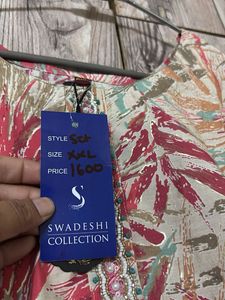 STYLE Set
SIZE XXL
PRICE 1600
S
SWADESHI
COLLECTION